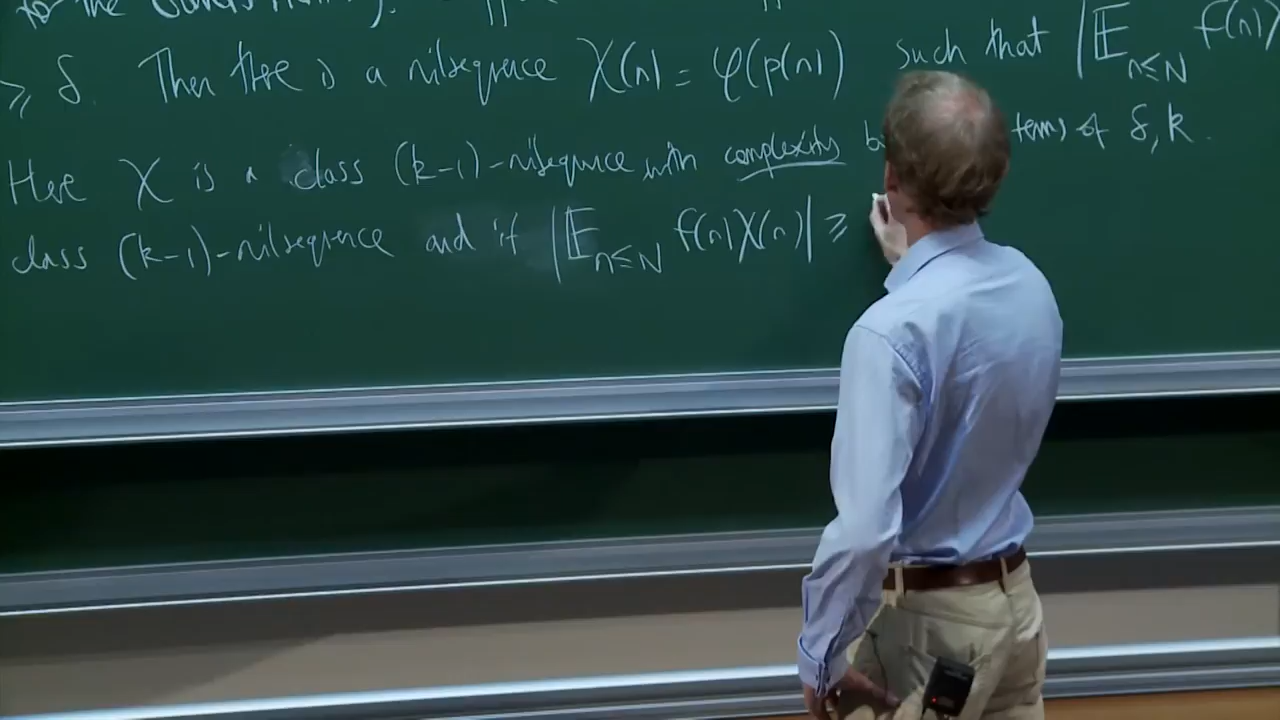 for the
≥ δ. Then there is a nilsequence χ(n) = φ(p(n)) such that |𝔼_{n≤N} f(n)
Here χ is a class (k-1)-nilsequence with complexity terms of δ, k.
class (k-1)-nilsequence and if |𝔼_{n≤N} f(n)χ(n)| ≥